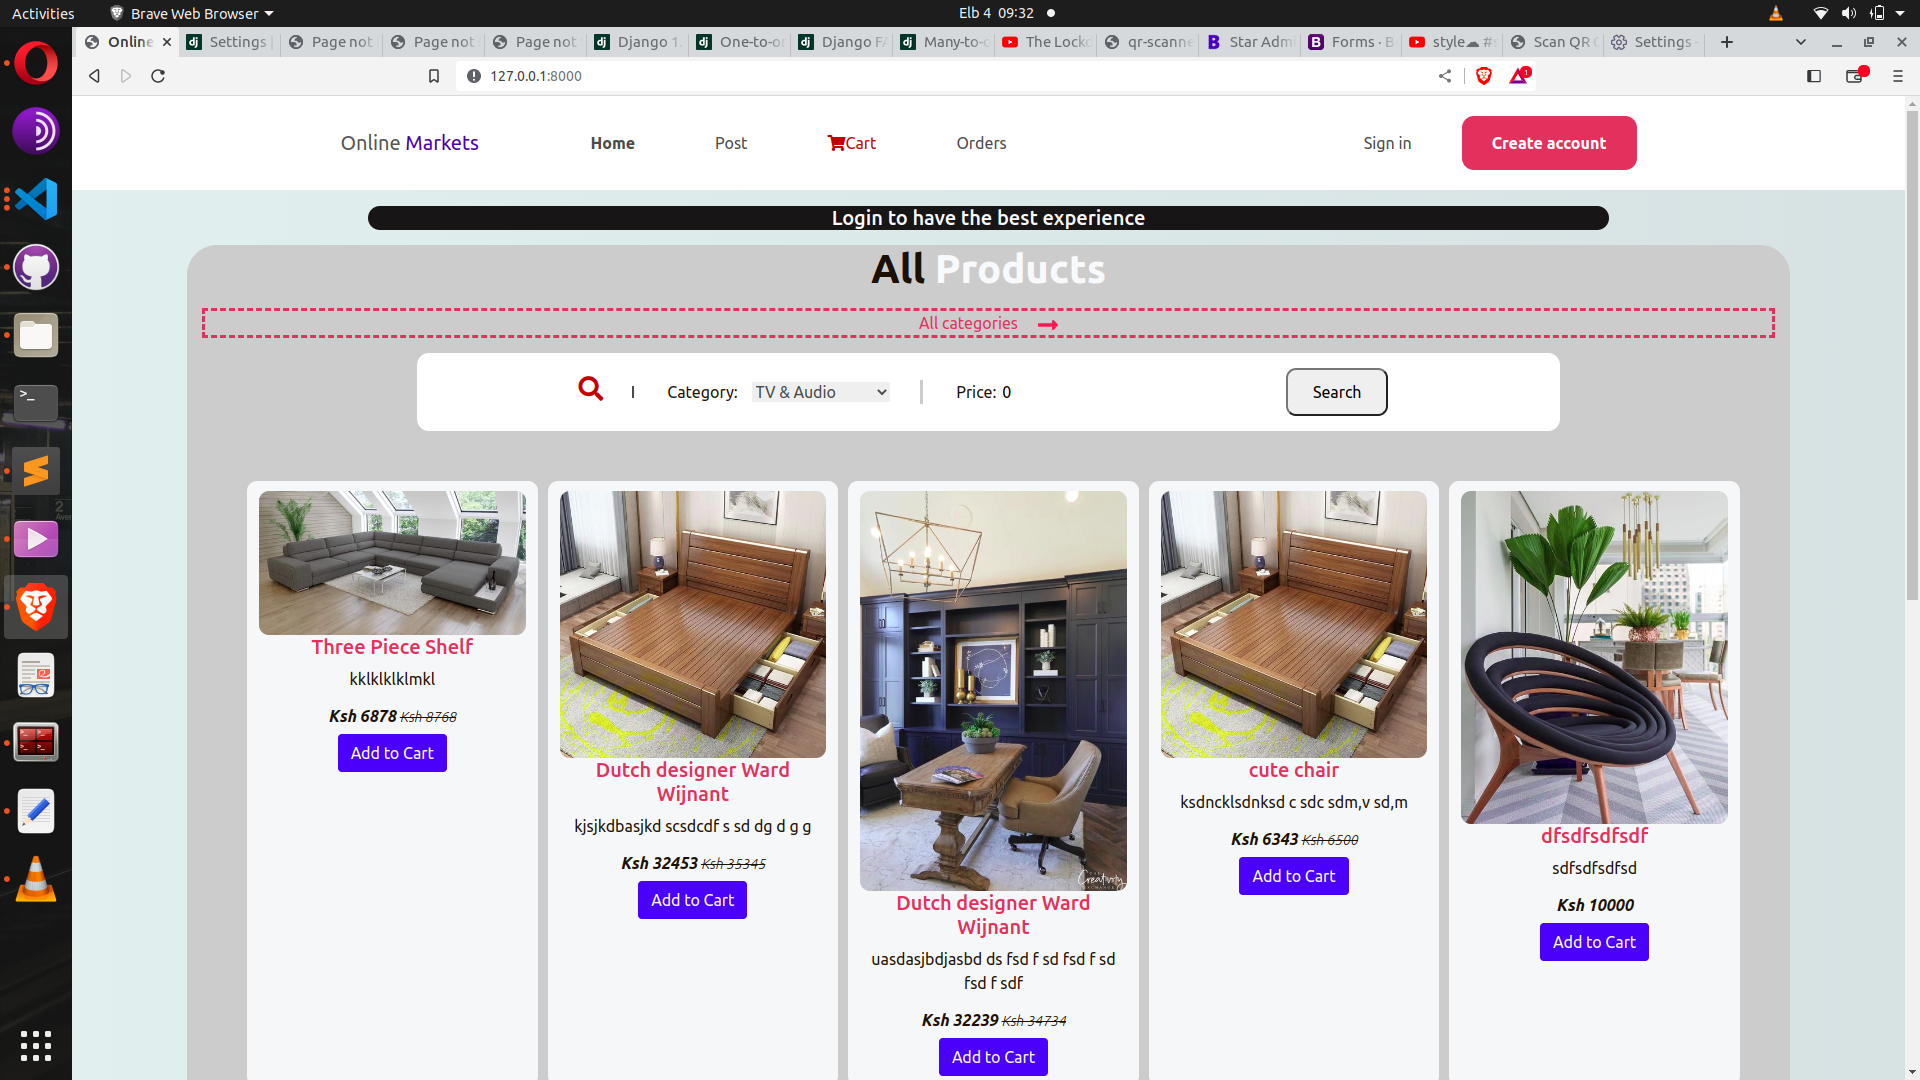 Activities
Brave Web Browser
Elb 4 09:32
Online
Settings
Page not
Page not
Page not
Django 1.
One-to-o
Django F
Many-to-
The Lock
qr-scanne
Star Adm
Forms · B
style☁ #
Scan QR
Settings -
127.0.0.1:8000
1
Online Markets
Home
Post
Cart
Orders
Sign in
Create account
Login to have the best experience
All Products
All categories
Category:
TV & Audio
Price: 0
Search
Three Piece Shelf
kklklklklmkl
Ksh 6878 Ksh 8768
Add to Cart
Dutch designer Ward
Wijnant
kjsjkdbasjkd scsdcdf s sd dg d g g
Ksh 32453 Ksh 35345
Add to Cart
Creativity
Dutch designer Ward
Wijnant
uasdasjbdjasbd ds fsd f sd fsd f sd
fsd f sdf
Ksh 32239 Ksh 34734
Add to Cart
cute chair
ksdncklsdnksd c sdc sdm,v sd,m
Ksh 6343 Ksh 6500
Add to Cart
dfsdfsdfsdf
sdfsdfsdfsd
Ksh 10000
Add to Cart